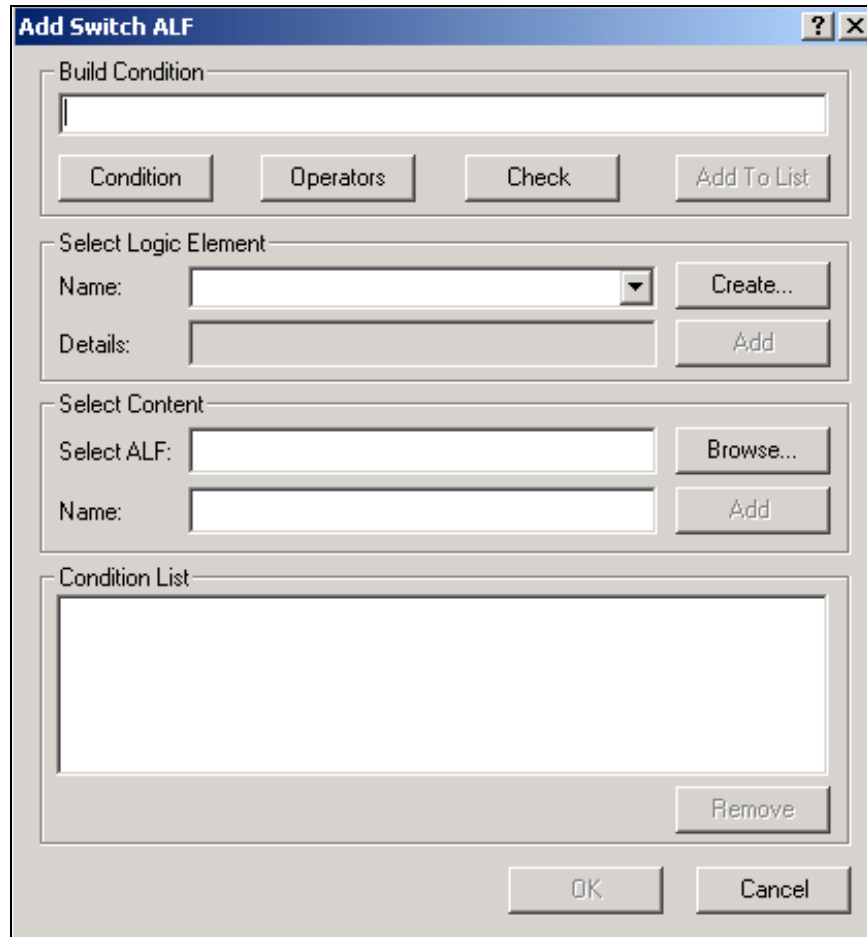 Add Switch ALF
Build Condition
Condition Operators Check Add To List
Select Logic Element
Name: Create...
Details: Add
Select Content
Select ALF: Browse...
Name: Add
Condition List
Remove
OK Cancel